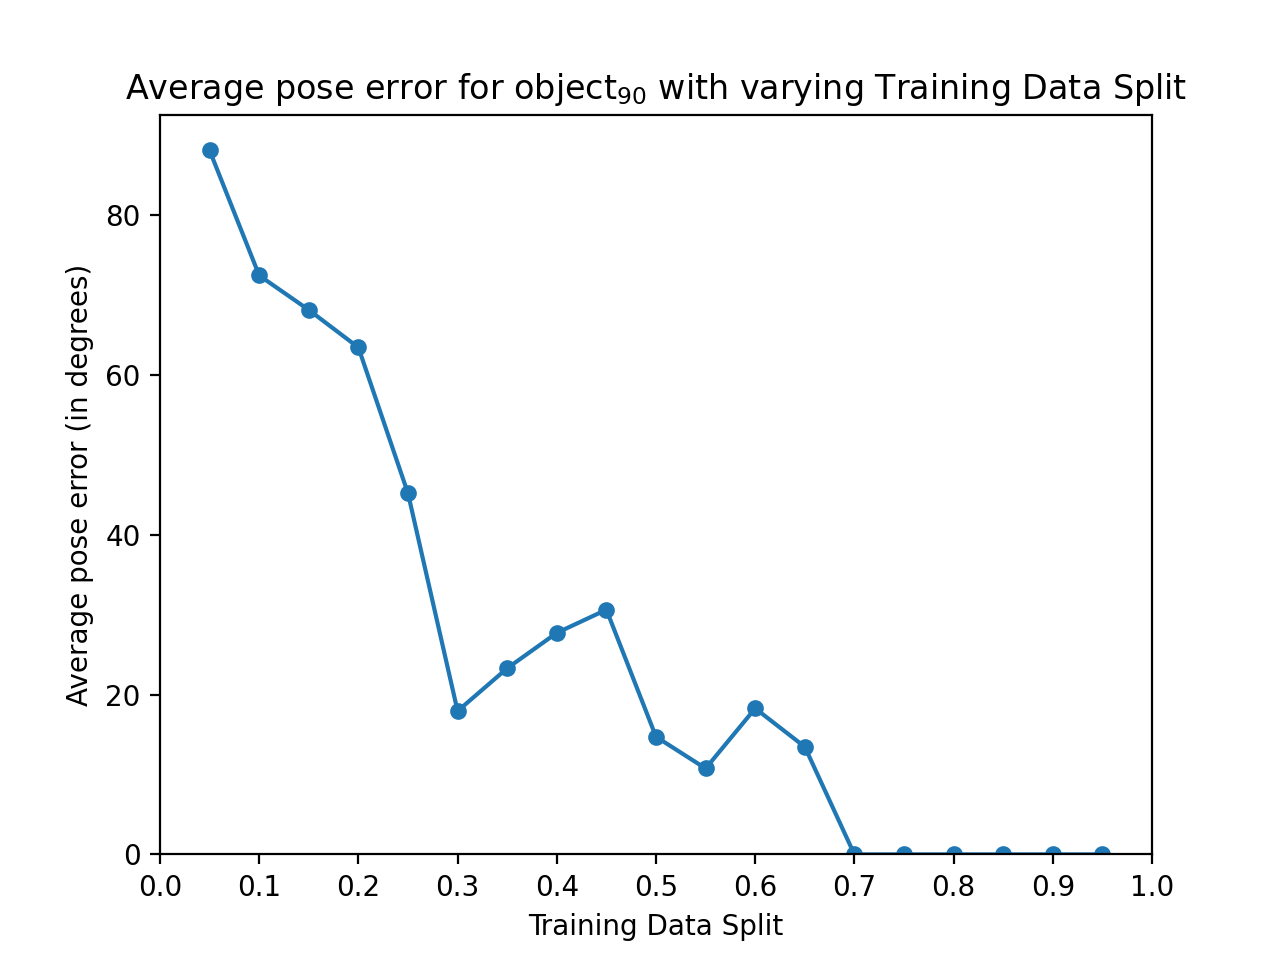 Average pose error for object₉₀ with varying Training Data Split
Average pose error (in degrees)
80
60
40
20
0
0.0 0.1 0.2 0.3 0.4 0.5 0.6 0.7 0.8 0.9 1.0
Training Data Split